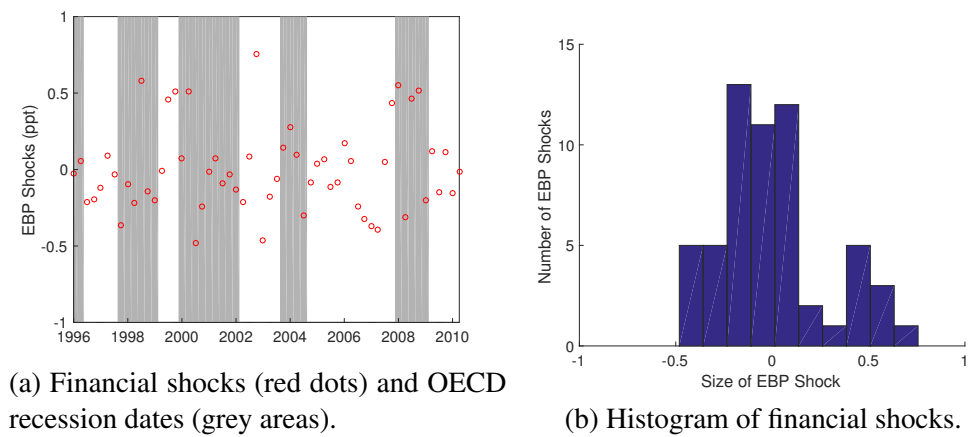 1
0.5
0
-0.5
-1
EBP Shocks (ppt)
1996 1998 2000 2002 2004 2006 2008 2010
(a) Financial shocks (red dots) and OECD
recession dates (grey areas).
15
10
5
0
Number of EBP Shocks
-1 -0.5 0 0.5 1
Size of EBP Shock
(b) Histogram of financial shocks.